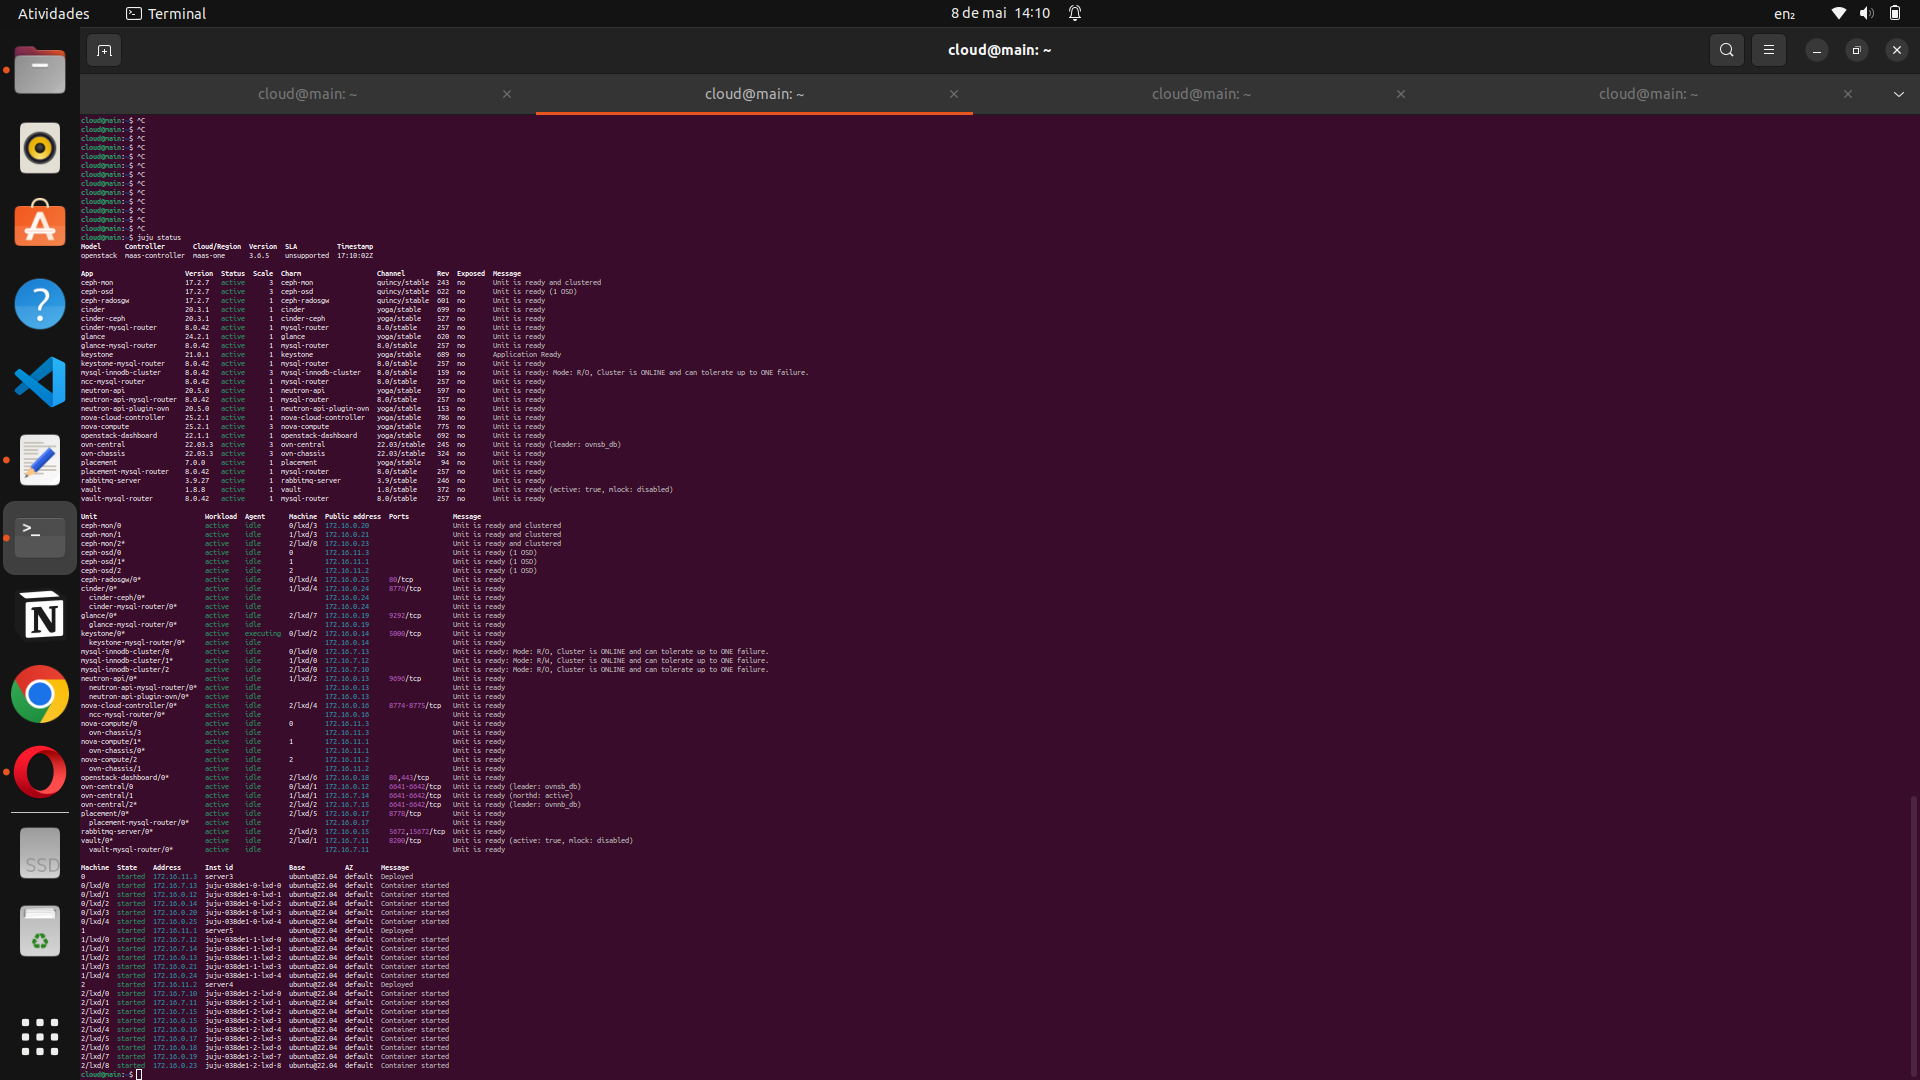 Atividades Terminal 8 de mai 14:10 en₂
cloud@main: ~
cloud@main: ~ cloud@main: ~ cloud@main: ~ cloud@main: ~
cloud@main:~$ ^C
cloud@main:~$ ^C
cloud@main:~$ ^C
cloud@main:~$ ^C
cloud@main:~$ ^C
cloud@main:~$ ^C
cloud@main:~$ ^C
cloud@main:~$ ^C
cloud@main:~$ ^C
cloud@main:~$ ^C
cloud@main:~$ ^C
cloud@main:~$ ^C
cloud@main:~$ ^C
cloud@main:~$ juju status
Model Controller Cloud/Region Version SLA Timestamp
openstack maas-controller maas-one 3.6.5 unsupported 17:10:02Z
App Version Status Scale Charm Channel Rev Exposed Message
ceph-mon 17.2.7 active 3 ceph-mon quincy/stable 243 no Unit is ready and clustered
ceph-osd 17.2.7 active 3 ceph-osd quincy/stable 622 no Unit is ready (1 OSD)
ceph-radosgw 17.2.7 active 1 ceph-radosgw quincy/stable 601 no Unit is ready
cinder 20.3.1 active 1 cinder yoga/stable 699 no Unit is ready
cinder-ceph 20.3.1 active 1 cinder-ceph yoga/stable 527 no Unit is ready
cinder-mysql-router 8.0.42 active 1 mysql-router 8.0/stable 257 no Unit is ready
glance 24.2.1 active 1 glance yoga/stable 620 no Unit is ready
glance-mysql-router 8.0.42 active 1 mysql-router 8.0/stable 257 no Unit is ready
keystone 21.0.1 active 1 keystone yoga/stable 689 no Application Ready
keystone-mysql-router 8.0.42 active 1 mysql-router 8.0/stable 257 no Unit is ready
mysql-innodb-cluster 8.0.42 active 3 mysql-innodb-cluster 8.0/stable 159 no Unit is ready: Mode: R/O, Cluster is ONLINE and can tolerate up to ONE failure.
ncc-mysql-router 8.0.42 active 1 mysql-router 8.0/stable 257 no Unit is ready
neutron-api 20.5.0 active 1 neutron-api yoga/stable 597 no Unit is ready
neutron-api-mysql-router 8.0.42 active 1 mysql-router 8.0/stable 257 no Unit is ready
neutron-api-plugin-ovn 20.5.0 active 1 neutron-api-plugin-ovn yoga/stable 153 no Unit is ready
nova-cloud-controller 25.2.1 active 1 nova-cloud-controller yoga/stable 786 no Unit is ready
nova-compute 25.2.1 active 3 nova-compute yoga/stable 775 no Unit is ready
openstack-dashboard 22.1.1 active 1 openstack-dashboard yoga/stable 692 no Unit is ready
ovn-central 22.03.3 active 3 ovn-central 22.03/stable 245 no Unit is ready (leader: ovnsb_db)
ovn-chassis 22.03.3 active 3 ovn-chassis 22.03/stable 324 no Unit is ready
placement 7.0.0 active 1 placement yoga/stable 94 no Unit is ready
placement-mysql-router 8.0.42 active 1 mysql-router 8.0/stable 257 no Unit is ready
rabbitmq-server 3.9.27 active 1 rabbitmq-server 3.9/stable 246 no Unit is ready
vault 1.8.8 active 1 vault 1.8/stable 372 no Unit is ready (active: true, mlock: disabled)
vault-mysql-router 8.0.42 active 1 mysql-router 8.0/stable 257 no Unit is ready
Unit Workload Agent Machine Public address Ports Message
ceph-mon/0 active idle 0/lxd/3 172.16.0.20 Unit is ready and clustered
ceph-mon/1 active idle 1/lxd/3 172.16.0.21 Unit is ready and clustered
ceph-mon/2* active idle 2/lxd/8 172.16.0.23 Unit is ready and clustered
ceph-osd/0 active idle 0 172.16.11.3 Unit is ready (1 OSD)
ceph-osd/1* active idle 1 172.16.11.1 Unit is ready (1 OSD)
ceph-osd/2 active idle 2 172.16.11.2 Unit is ready (1 OSD)
ceph-radosgw/0* active idle 0/lxd/4 172.16.0.25 80/tcp Unit is ready
cinder/0* active idle 1/lxd/4 172.16.0.24 8776/tcp Unit is ready
cinder-ceph/0* active idle 172.16.0.24 Unit is ready
cinder-mysql-router/0* active idle 172.16.0.24 Unit is ready
glance/0* active idle 2/lxd/7 172.16.0.19 9292/tcp Unit is ready
glance-mysql-router/0* active idle 172.16.0.19 Unit is ready
keystone/0* active executing 0/lxd/2 172.16.0.14 5000/tcp Unit is ready
keystone-mysql-router/0* active idle 172.16.0.14 Unit is ready
mysql-innodb-cluster/0 active idle 0/lxd/0 172.16.7.13 Unit is ready: Mode: R/O, Cluster is ONLINE and can tolerate up to ONE failure.
mysql-innodb-cluster/1* active idle 1/lxd/0 172.16.7.12 Unit is ready: Mode: R/W, Cluster is ONLINE and can tolerate up to ONE failure.
mysql-innodb-cluster/2 active idle 2/lxd/0 172.16.7.10 Unit is ready: Mode: R/O, Cluster is ONLINE and can tolerate up to ONE failure.
neutron-api/0* active idle 1/lxd/2 172.16.0.13 9696/tcp Unit is ready
neutron-api-mysql-router/0* active idle 172.16.0.13 Unit is ready
neutron-api-plugin-ovn/0* active idle 172.16.0.13 Unit is ready
nova-cloud-controller/0* active idle 2/lxd/4 172.16.0.16 8774-8775/tcp Unit is ready
ncc-mysql-router/0* active idle 172.16.0.16 Unit is ready
nova-compute/0 active idle 0 172.16.11.3 Unit is ready
ovn-chassis/3 active idle 172.16.11.3 Unit is ready
nova-compute/1* active idle 1 172.16.11.1 Unit is ready
ovn-chassis/0* active idle 172.16.11.1 Unit is ready
nova-compute/2 active idle 2 172.16.11.2 Unit is ready
ovn-chassis/1 active idle 172.16.11.2 Unit is ready
openstack-dashboard/0* active idle 2/lxd/6 172.16.0.18 80,443/tcp Unit is ready
ovn-central/0 active idle 0/lxd/1 172.16.0.12 6641-6642/tcp Unit is ready (leader: ovnsb_db)
ovn-central/1 active idle 1/lxd/1 172.16.7.14 6641-6642/tcp Unit is ready (northd: active)
ovn-central/2* active idle 2/lxd/2 172.16.7.15 6641-6642/tcp Unit is ready (leader: ovnnb_db)
placement/0* active idle 2/lxd/5 172.16.0.17 8778/tcp Unit is ready
placement-mysql-router/0* active idle 172.16.0.17 Unit is ready
rabbitmq-server/0* active idle 2/lxd/3 172.16.0.15 5672,15672/tcp Unit is ready
vault/0* active idle 2/lxd/1 172.16.7.11 8200/tcp Unit is ready (active: true, mlock: disabled)
vault-mysql-router/0* active idle 172.16.7.11 Unit is ready
Machine State Address Inst id Base AZ Message
0 started 172.16.11.3 server3 ubuntu@22.04 default Deployed
0/lxd/0 started 172.16.7.13 juju-038de1-0-lxd-0 ubuntu@22.04 default Container started
0/lxd/1 started 172.16.0.12 juju-038de1-0-lxd-1 ubuntu@22.04 default Container started
0/lxd/2 started 172.16.0.14 juju-038de1-0-lxd-2 ubuntu@22.04 default Container started
0/lxd/3 started 172.16.0.20 juju-038de1-0-lxd-3 ubuntu@22.04 default Container started
0/lxd/4 started 172.16.0.25 juju-038de1-0-lxd-4 ubuntu@22.04 default Container started
1 started 172.16.11.1 server5 ubuntu@22.04 default Deployed
1/lxd/0 started 172.16.7.12 juju-038de1-1-lxd-0 ubuntu@22.04 default Container started
1/lxd/1 started 172.16.7.14 juju-038de1-1-lxd-1 ubuntu@22.04 default Container started
1/lxd/2 started 172.16.0.13 juju-038de1-1-lxd-2 ubuntu@22.04 default Container started
1/lxd/3 started 172.16.0.21 juju-038de1-1-lxd-3 ubuntu@22.04 default Container started
1/lxd/4 started 172.16.0.24 juju-038de1-1-lxd-4 ubuntu@22.04 default Container started
2 started 172.16.11.2 server4 ubuntu@22.04 default Deployed
2/lxd/0 started 172.16.7.10 juju-038de1-2-lxd-0 ubuntu@22.04 default Container started
2/lxd/1 started 172.16.7.11 juju-038de1-2-lxd-1 ubuntu@22.04 default Container started
2/lxd/2 started 172.16.7.15 juju-038de1-2-lxd-2 ubuntu@22.04 default Container started
2/lxd/3 started 172.16.0.15 juju-038de1-2-lxd-3 ubuntu@22.04 default Container started
2/lxd/4 started 172.16.0.16 juju-038de1-2-lxd-4 ubuntu@22.04 default Container started
2/lxd/5 started 172.16.0.17 juju-038de1-2-lxd-5 ubuntu@22.04 default Container started
2/lxd/6 started 172.16.0.18 juju-038de1-2-lxd-6 ubuntu@22.04 default Container started
2/lxd/7 started 172.16.0.19 juju-038de1-2-lxd-7 ubuntu@22.04 default Container started
2/lxd/8 started 172.16.0.23 juju-038de1-2-lxd-8 ubuntu@22.04 default Container started
cloud@main:~$
SSD